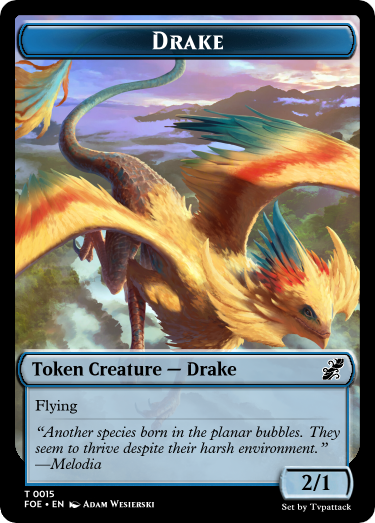 DRAKE
Token Creature — Drake
Flying
“Another species born in the planar bubbles. They
seem to thrive despite their harsh environment.”
—Melodia
2/1
T 0015
FOE • EN ADAM WESIERSKI
Set by Tvpattack